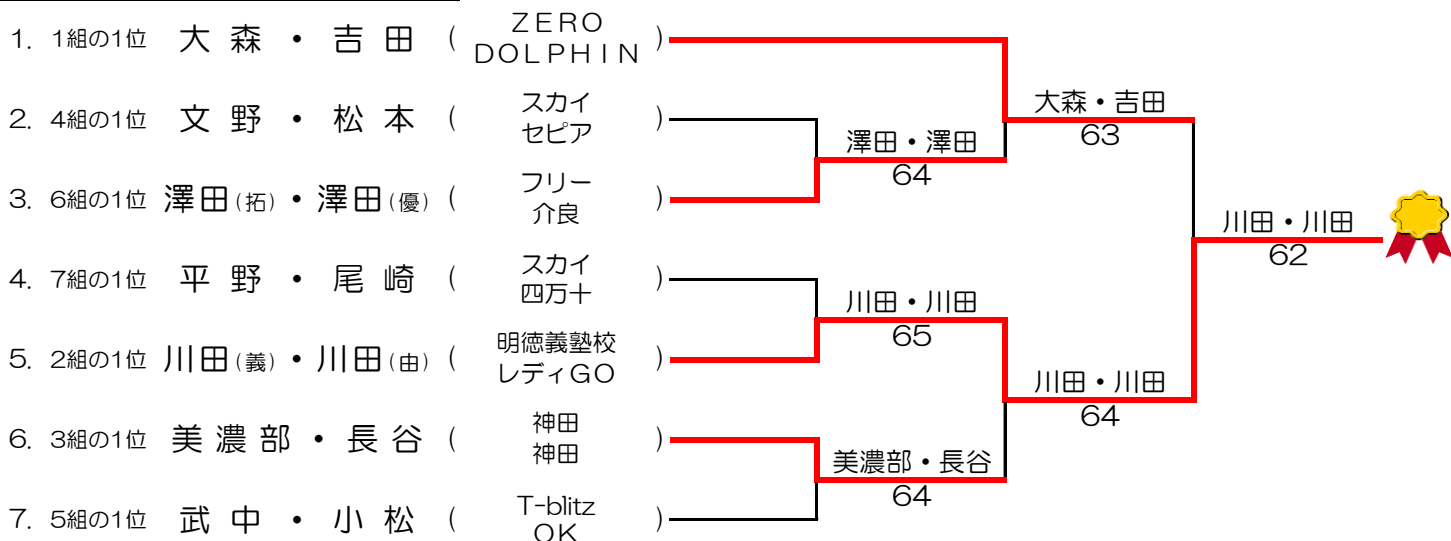 1. 1組の1位 大森・吉田 ( ZERO
DOLPHIN )
2. 4組の1位 文野・松本 ( スカイ
セピア )
3. 6組の1位 澤田(拓)・澤田(優) ( フリー
介良 )
4. 7組の1位 平野・尾崎 ( スカイ
四万十 )
5. 2組の1位 川田(義)・川田(由) ( 明徳義塾校
レディGO )
6. 3組の1位 美濃部・長谷 ( 神田
神田 )
7. 5組の1位 武中・小松 ( T-blitz
OK )
澤田・澤田
64
川田・川田
65
美濃部・長谷
64
大森・吉田
63
川田・川田
64
川田・川田
62